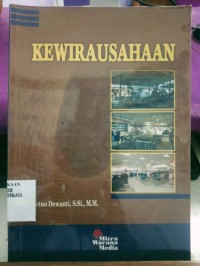 KEWIRAUSAHAAN
Dewanti, S.Si., M.M.
Mitra
Wacana
Media